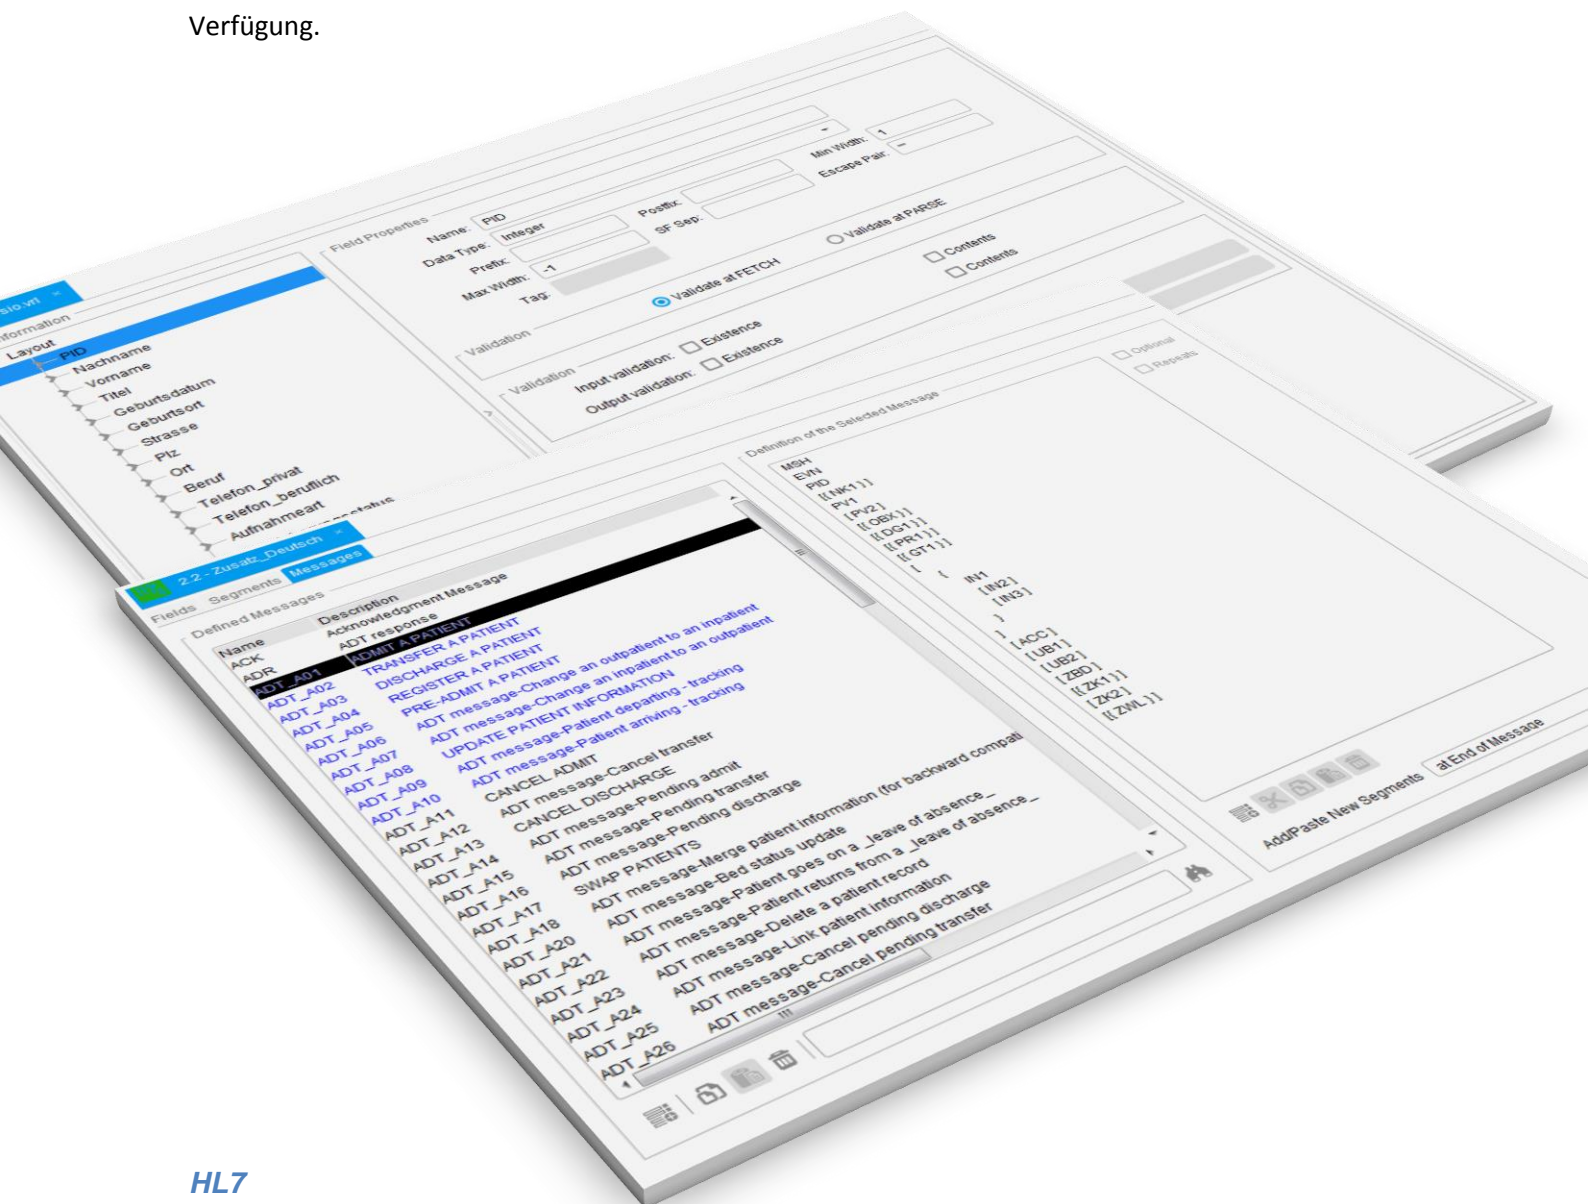 Verfügung.
sio.vrl ×
nformation
Layout
PID
Nachname
Vorname
Titel
Geburtsdatum
Geburtsort
Strasse
Plz
Ort
Beruf
Telefon_privat
Telefon_beruflich
Aufnahmeart
Field Properties
Name: PID
Data Type: Integer
Prefix: Postfix: Min Width: 1
Max Width: -1 SF Sep: Escape Pair:
Tag:
Validation
Validate at FETCH Validate at PARSE
Validation
Input validation: Existence Contents
Output validation: Existence Contents
2.2 - Zusatz_Deutsch ×
Fields Segments Messages
Defined Messages
Name Description
ACK Acknowledgment Message
ADR ADT response
ADT_A01 ADMIT A PATIENT
ADT_A02 TRANSFER A PATIENT
ADT_A03 DISCHARGE A PATIENT
ADT_A04 REGISTER A PATIENT
ADT_A05 PRE-ADMIT A PATIENT
ADT_A06 ADT message-Change an outpatient to an inpatient
ADT_A07 ADT message-Change an inpatient to an outpatient
ADT_A08 UPDATE PATIENT INFORMATION
ADT_A09 ADT message-Patient departing - tracking
ADT_A10 ADT message-Patient arriving - tracking
ADT_A11 CANCEL ADMIT
ADT_A12 ADT message-Cancel transfer
ADT_A13 CANCEL DISCHARGE
ADT_A14 ADT message-Pending admit
ADT_A15 ADT message-Pending transfer
ADT_A16 ADT message-Pending discharge
ADT_A17 SWAP PATIENTS
ADT_A18 ADT message-Merge patient information (for backward compati
ADT_A20 ADT message-Bed status update
ADT_A21 ADT message-Patient goes on a _leave of absence_
ADT_A22 ADT message-Patient returns from a _leave of absence_
ADT_A23 ADT message-Delete a patient record
ADT_A24 ADT message-Link patient information
ADT_A25 ADT message-Cancel pending discharge
ADT_A26 ADT message-Cancel pending transfer
Definition of the Selected Message
MSH
EVN
PID
[{ NK1 }]
PV1
[ PV2 ]
[{ OBX }]
[{ DG1 }]
[{ PR1 }]
[{ GT1 }]
[ { IN1
[ IN2 ]
[ IN3 ]
}
]
[ ACC ]
[ UB1 ]
[ UB2 ]
[ ZBD ]
[{ ZK1 }]
[ ZK2 ]
[{ ZWL }]
Optional
Repeats
Add/Paste New Segments at End of Message
HL7